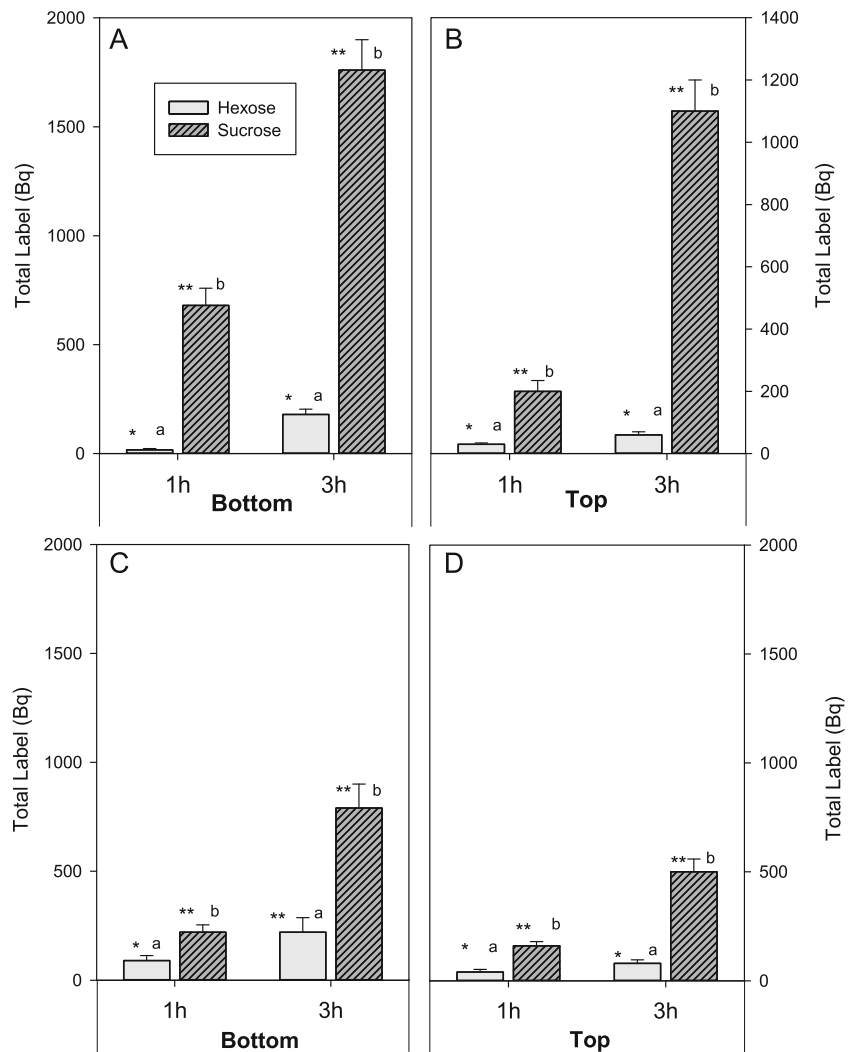 A
Hexose
Sucrose
Total Label (Bq)
2000
1500
1000
500
0
* a
** b
* a
** b
1h 3h
Bottom
B
Total Label (Bq)
1400
1200
1000
800
600
400
200
0
* a
** b
* a
** b
1h 3h
Top
C
Total Label (Bq)
2000
1500
1000
500
0
* a
** b
** a
** b
1h 3h
Bottom
D
Total Label (Bq)
2000
1500
1000
500
0
* a
** b
* a
** b
1h 3h
Top